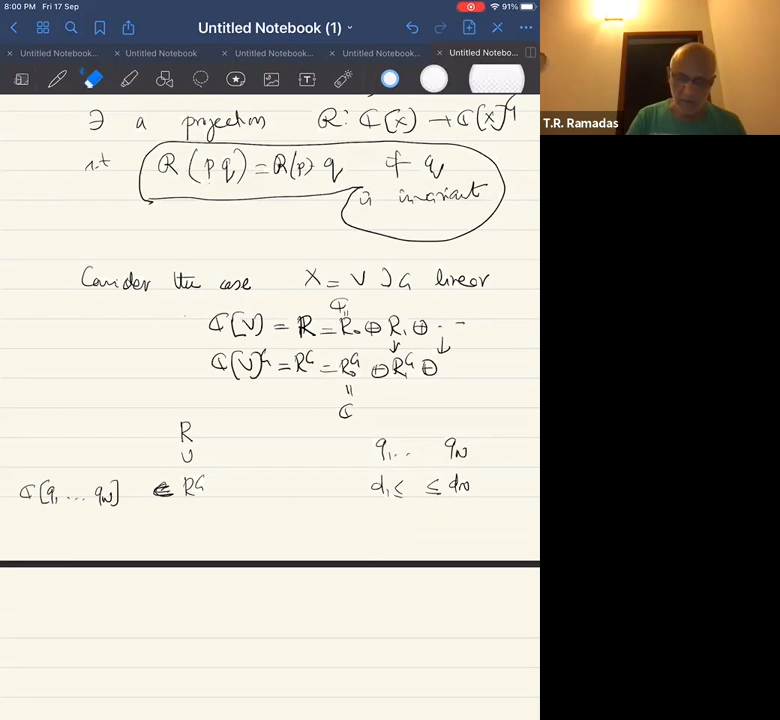 8:00 PM Fri 17 Sep 91%
Untitled Notebook (1)
Untitled Notebook... Untitled Notebook Untitled Notebook... Untitled Notebook... Untitled Notebo...
T.R. Ramadas
∃ a projection R: ℂ[X] → ℂ[X]^G
s.t R(pq) = R(p) q if q
is invariant
Consider the case X = V ⊃ G linear
ℂ
॥
ℂ[V] = R = R₀ ⊕ R₁ ⊕ ...
ℂ[V]^G = R^G = R₀^G ⊕ R₁^G ⊕
॥
ℂ
R
∪
q₁ ... q_N
ℂ[q₁ ... q_N] R^G
d₁ ≤ ≤ d_N